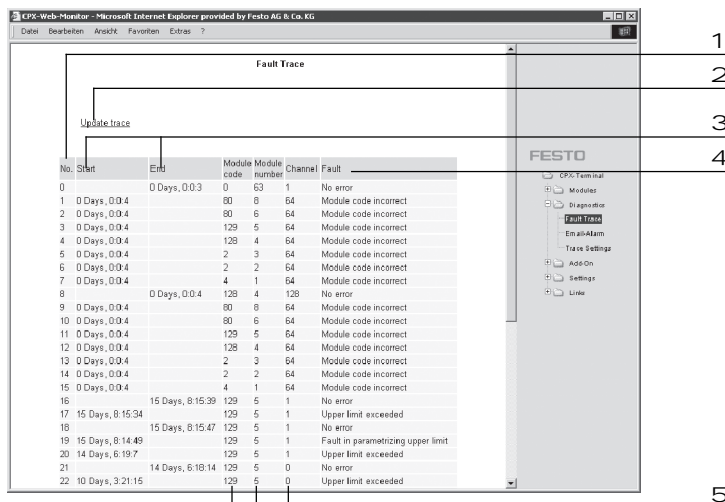 CPX-Web-Monitor - Microsoft Internet Explorer provided by Festo AG & Co. KG
Datei Bearbeiten Ansicht Favoriten Extras ?
Fault Trace
1
2
Update trace
3
4
No. Start End Module code Module number Channel Fault
0 0 Days, 0:0:3 0 63 1 No error
1 0 Days, 0:0:4 80 8 64 Module code incorrect
2 0 Days, 0:0:4 80 6 64 Module code incorrect
3 0 Days, 0:0:4 129 5 64 Module code incorrect
4 0 Days, 0:0:4 128 4 64 Module code incorrect
5 0 Days, 0:0:4 2 3 64 Module code incorrect
6 0 Days, 0:0:4 2 2 64 Module code incorrect
7 0 Days, 0:0:4 4 1 64 Module code incorrect
8 0 Days, 0:0:4 128 4 128 No error
9 0 Days, 0:0:4 80 8 64 Module code incorrect
10 0 Days, 0:0:4 80 6 64 Module code incorrect
11 0 Days, 0:0:4 129 5 64 Module code incorrect
12 0 Days, 0:0:4 128 4 64 Module code incorrect
13 0 Days, 0:0:4 2 3 64 Module code incorrect
14 0 Days, 0:0:4 2 2 64 Module code incorrect
15 0 Days, 0:0:4 4 1 64 Module code incorrect
16 15 Days, 8:15:39 129 5 1 No error
17 15 Days, 8:15:34 129 5 1 Upper limit exceeded
18 15 Days, 8:15:47 129 5 1 No error
19 15 Days, 8:14:49 129 5 1 Fault in parametrizing upper limit
20 14 Days, 6:19:7 129 5 1 Upper limit exceeded
21 14 Days, 6:18:14 129 5 0 No error
22 10 Days, 3:21:15 129 5 0 Upper limit exceeded
FESTO
CPX-Terminal
Modules
Diagnostics
Fault Trace
Email-Alarm
Trace Settings
Add-On
Settings
Links
5